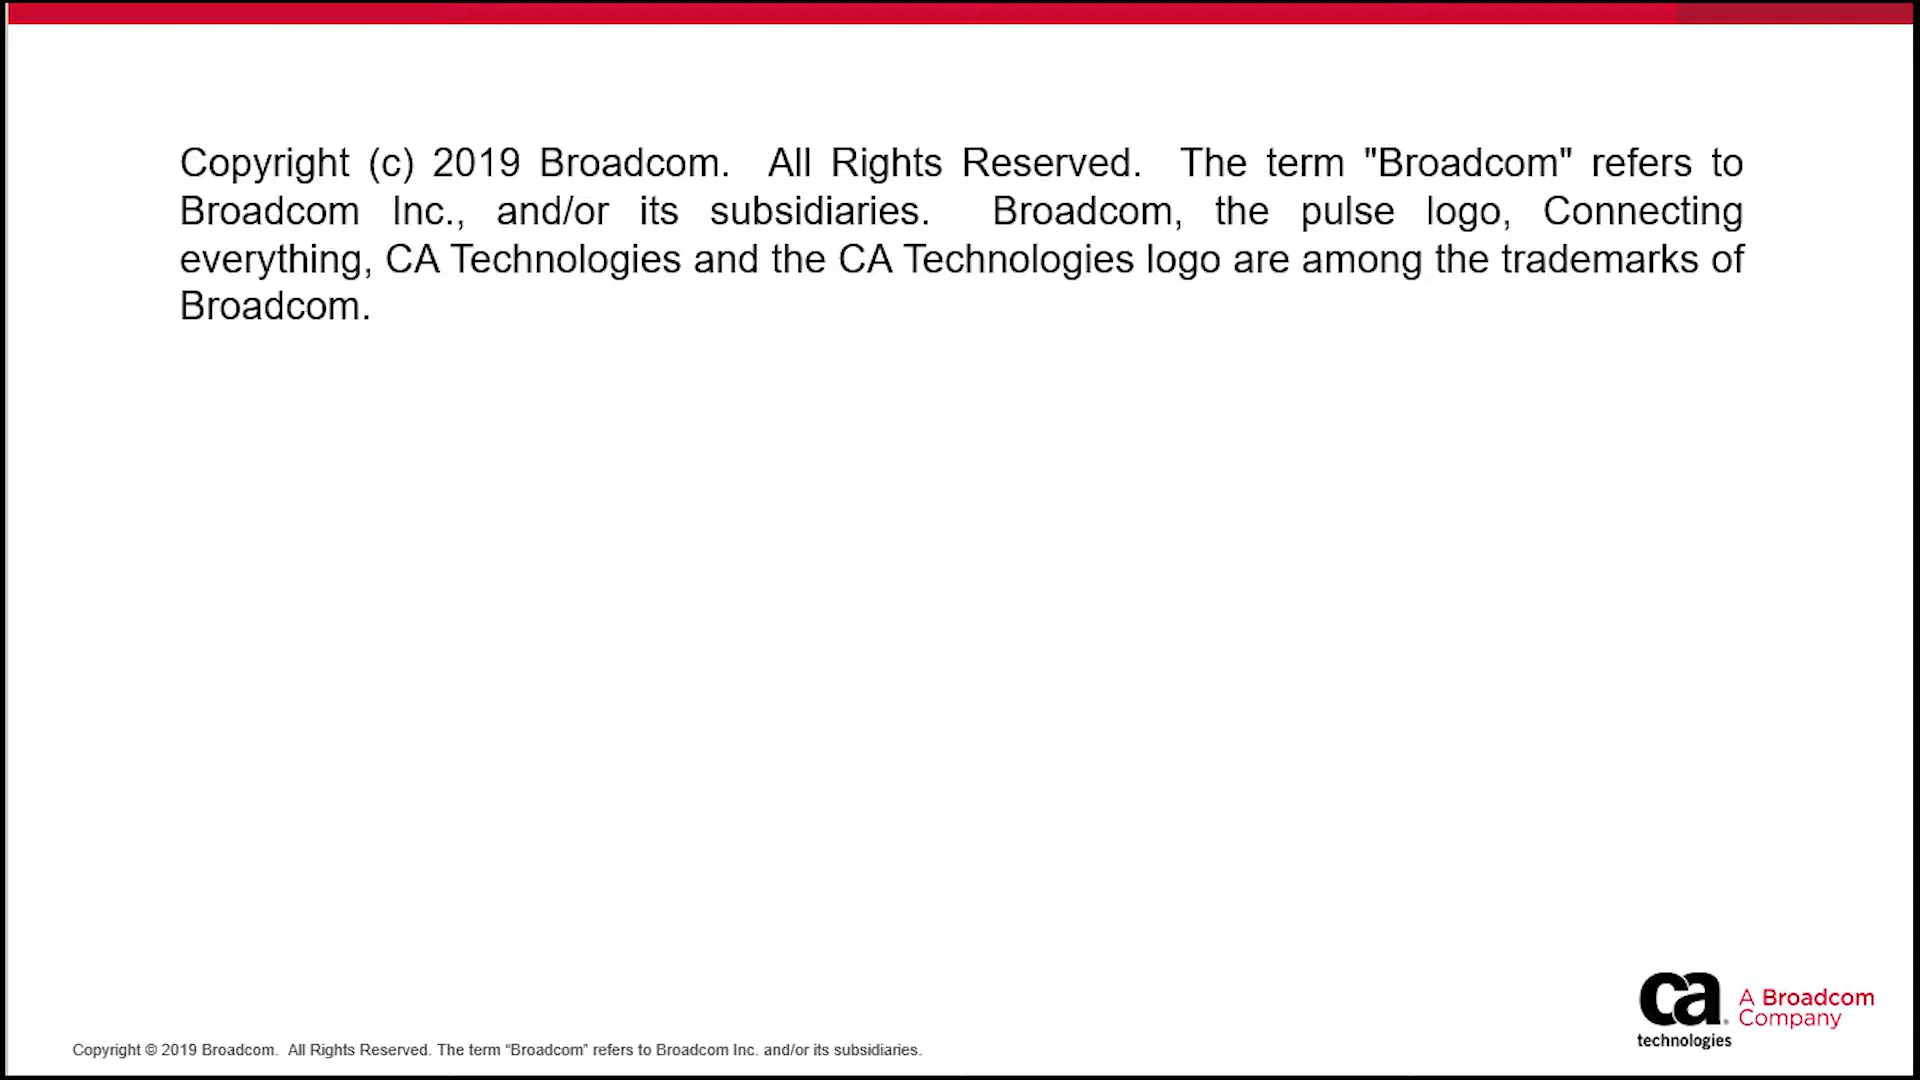 Copyright (c) 2019 Broadcom.  All Rights Reserved.  The term "Broadcom" refers to
Broadcom Inc., and/or its subsidiaries.  Broadcom, the pulse logo, Connecting
everything, CA Technologies and the CA Technologies logo are among the trademarks of
Broadcom.
ca
technologies
A Broadcom
Company
Copyright © 2019 Broadcom.  All Rights Reserved. The term “Broadcom” refers to Broadcom Inc. and/or its subsidiaries.